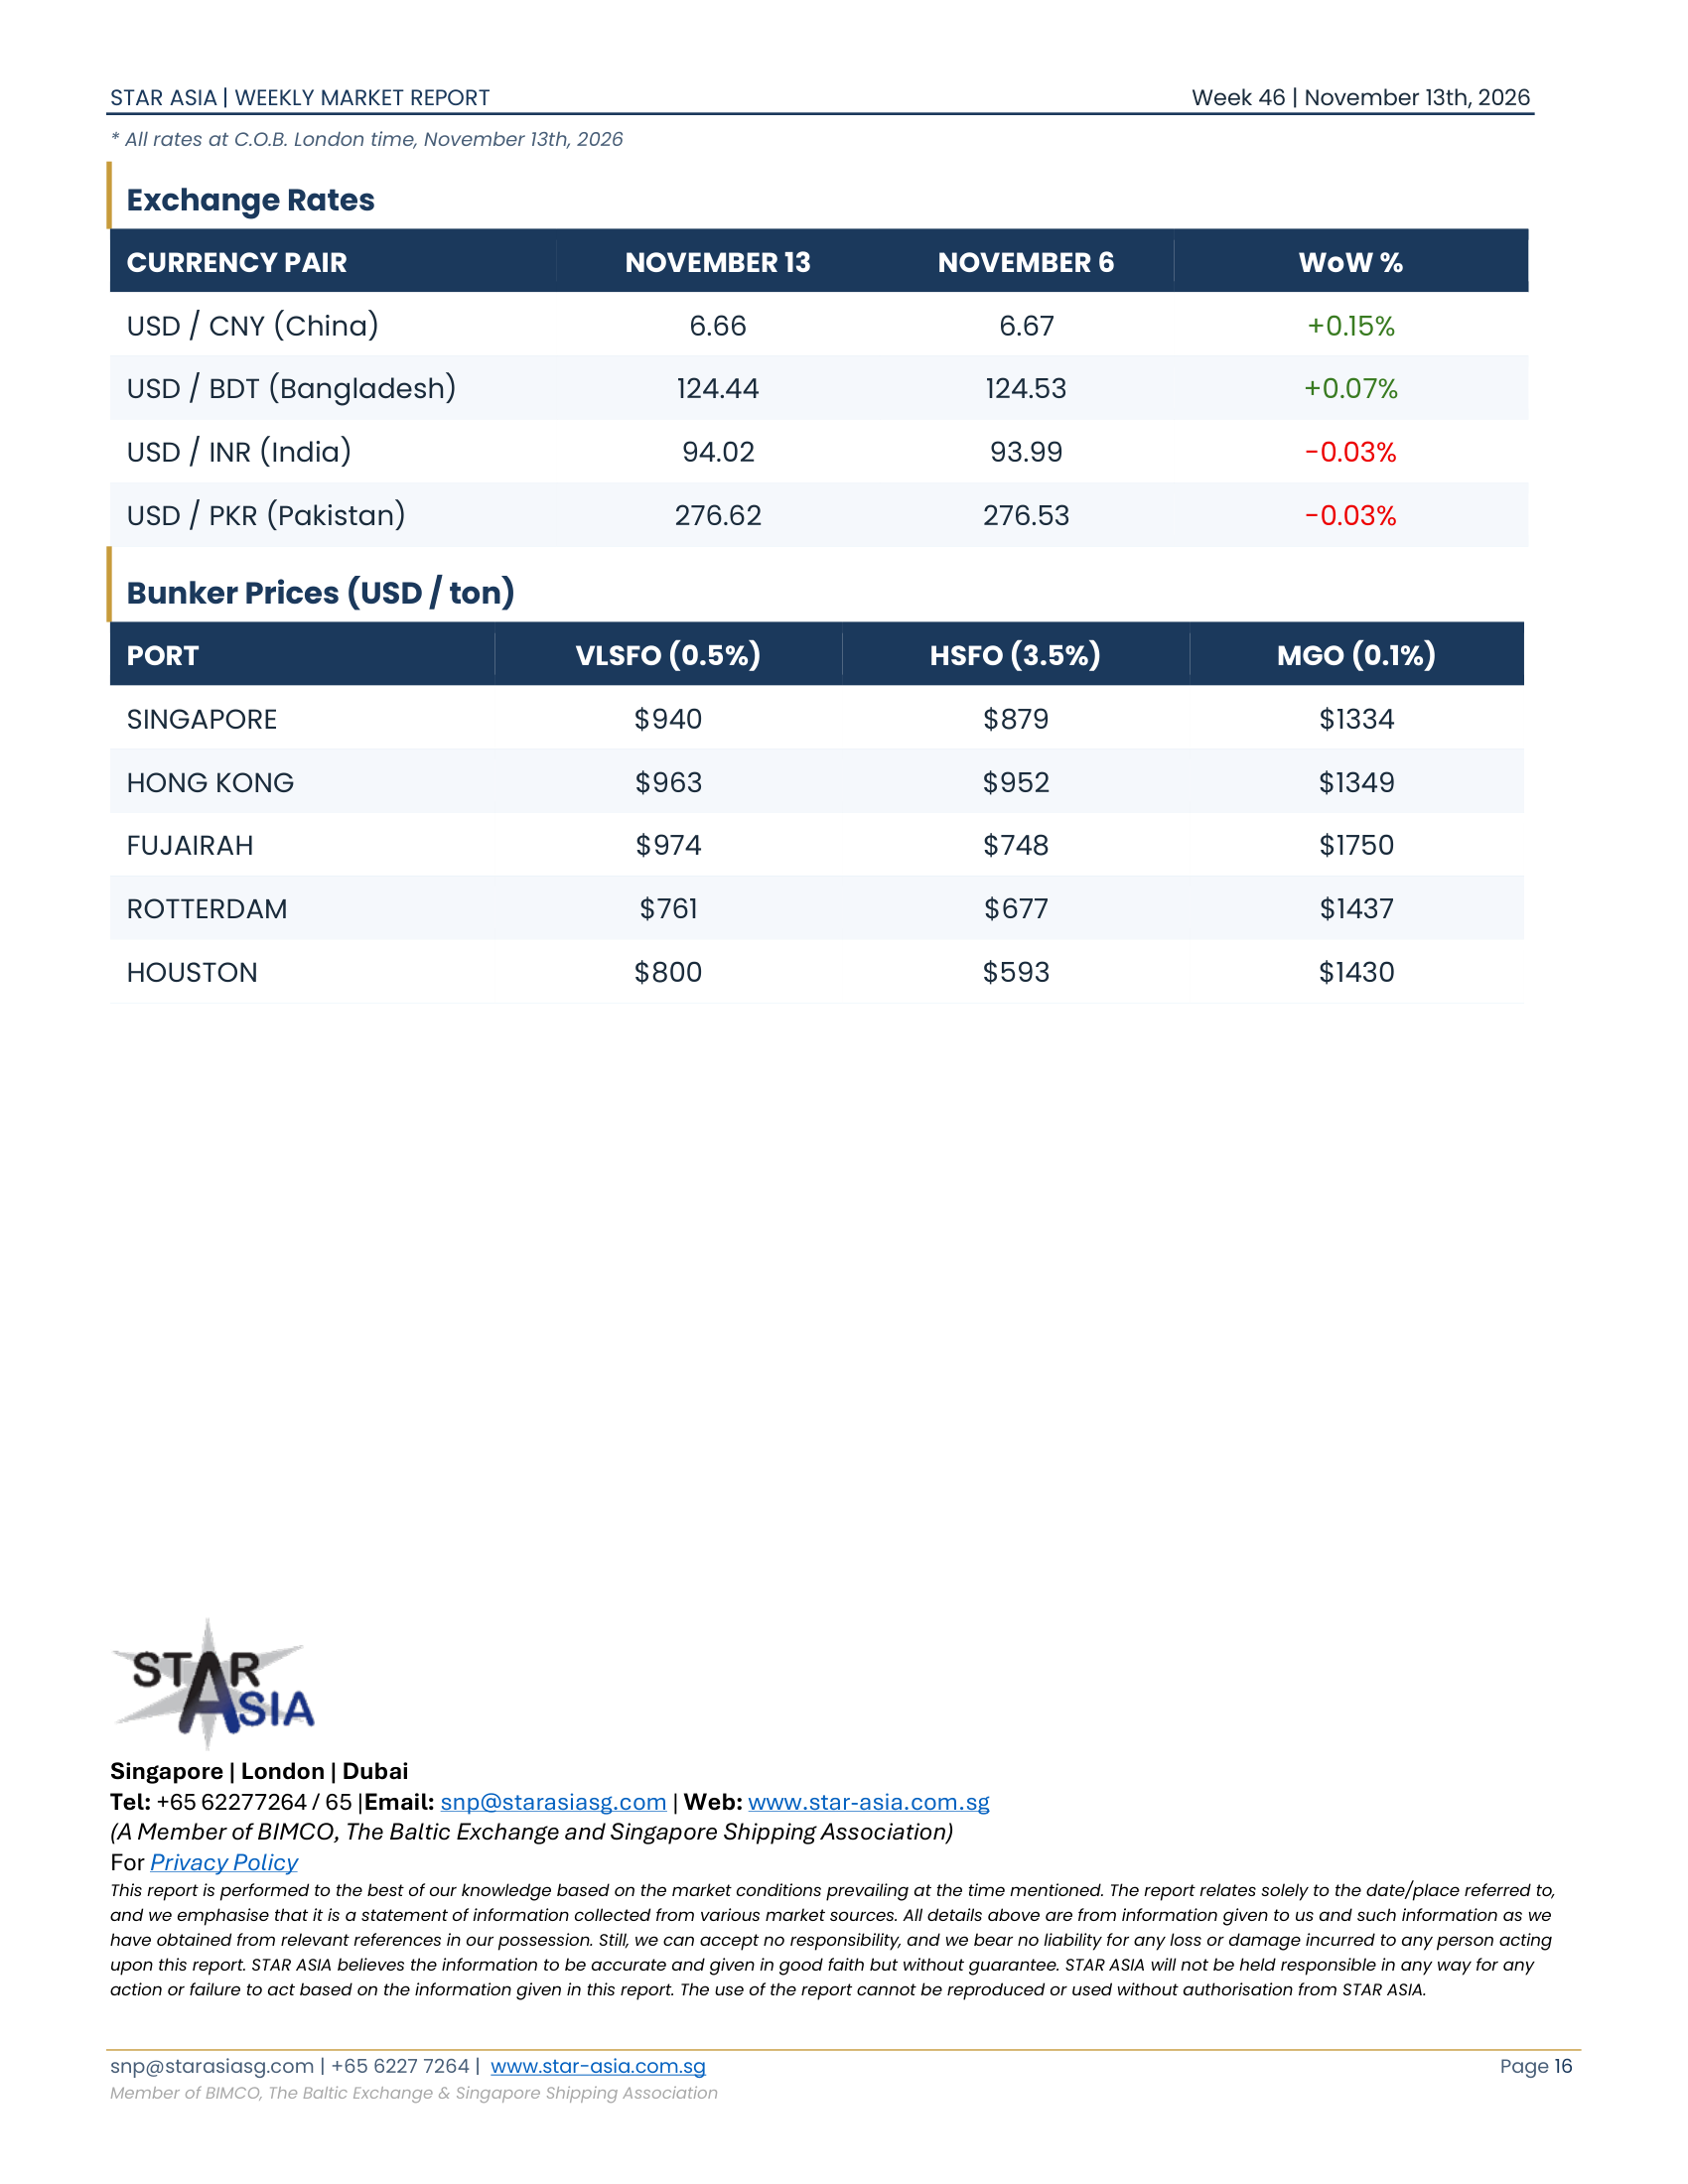 STAR ASIA | WEEKLY MARKET REPORT Week 46 | November 13th, 2026
* All rates at C.O.B. London time, November 13th, 2026
Exchange Rates
CURRENCY PAIR NOVEMBER 13 NOVEMBER 6 WoW %
USD / CNY (China) 6.66 6.67 +0.15%
USD / BDT (Bangladesh) 124.44 124.53 +0.07%
USD / INR (India) 94.02 93.99 -0.03%
USD / PKR (Pakistan) 276.62 276.53 -0.03%
Bunker Prices (USD / ton)
PORT VLSFO (0.5%) HSFO (3.5%) MGO (0.1%)
SINGAPORE $940 $879 $1334
HONG KONG $963 $952 $1349
FUJAIRAH $974 $748 $1750
ROTTERDAM $761 $677 $1437
HOUSTON $800 $593 $1430
STAR
ASIA
Singapore | London | Dubai
Tel: +65 62277264 / 65 |Email: snp@starasiasg.com | Web: www.star-asia.com.sg
(A Member of BIMCO, The Baltic Exchange and Singapore Shipping Association)
For Privacy Policy
This report is performed to the best of our knowledge based on the market conditions prevailing at the time mentioned. The report relates solely to the date/place referred to,
and we emphasise that it is a statement of information collected from various market sources. All details above are from information given to us and such information as we
have obtained from relevant references in our possession. Still, we can accept no responsibility, and we bear no liability for any loss or damage incurred to any person acting
upon this report. STAR ASIA believes the information to be accurate and given in good faith but without guarantee. STAR ASIA will not be held responsible in any way for any
action or failure to act based on the information given in this report. The use of the report cannot be reproduced or used without authorisation from STAR ASIA.
snp@starasiasg.com | +65 6227 7264 | www.star-asia.com.sg Page 16
Member of BIMCO, The Baltic Exchange & Singapore Shipping Association